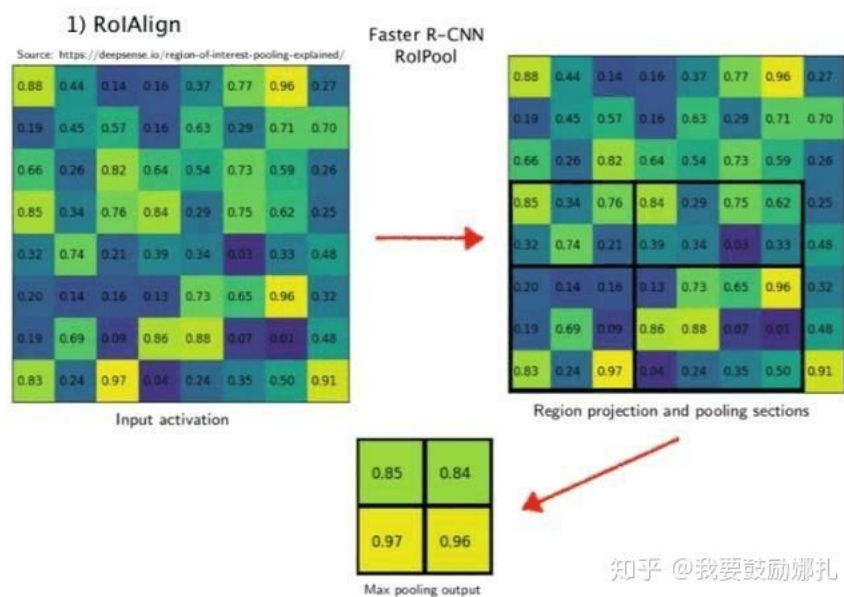 1) RoIAlign
Source: https://deepsense.io/region-of-interest-pooling-explained/
Faster R-CNN
RoIPool
0.88 0.44 0.14 0.16 0.37 0.77 0.96 0.27
0.19 0.45 0.57 0.16 0.63 0.29 0.71 0.70
0.66 0.26 0.82 0.64 0.54 0.73 0.59 0.26
0.85 0.34 0.76 0.84 0.29 0.75 0.62 0.25
0.32 0.74 0.21 0.39 0.34 0.03 0.33 0.48
0.20 0.14 0.16 0.13 0.73 0.65 0.96 0.32
0.19 0.69 0.09 0.86 0.88 0.07 0.01 0.48
0.83 0.24 0.97 0.04 0.24 0.35 0.50 0.91
Input activation
0.88 0.44 0.14 0.16 0.37 0.77 0.96 0.27
0.19 0.45 0.57 0.16 0.63 0.29 0.71 0.70
0.66 0.26 0.82 0.64 0.54 0.73 0.59 0.26
0.85 0.34 0.76 0.84 0.29 0.75 0.62 0.25
0.32 0.74 0.21 0.39 0.34 0.03 0.33 0.48
0.20 0.14 0.16 0.13 0.73 0.65 0.96 0.32
0.19 0.69 0.09 0.86 0.88 0.07 0.01 0.48
0.83 0.24 0.97 0.04 0.24 0.35 0.50 0.91
Region projection and pooling sections
0.85 0.84
0.97 0.96
Max pooling output
知乎 @我要鼓励娜扎